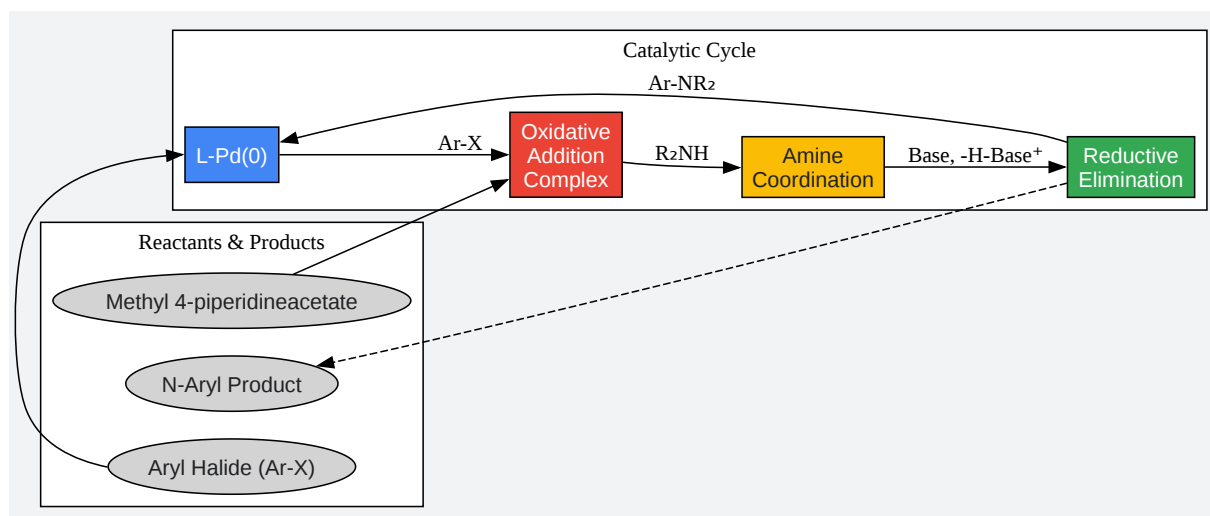 Catalytic Cycle
Ar-NR₂
L-Pd(0)
Ar-X
Oxidative
Addition
Complex
R₂NH
Amine
Coordination
Base, -H-Base⁺
Reductive
Elimination
Reactants & Products
Methyl 4-piperidineacetate
N-Aryl Product
Aryl Halide (Ar-X)